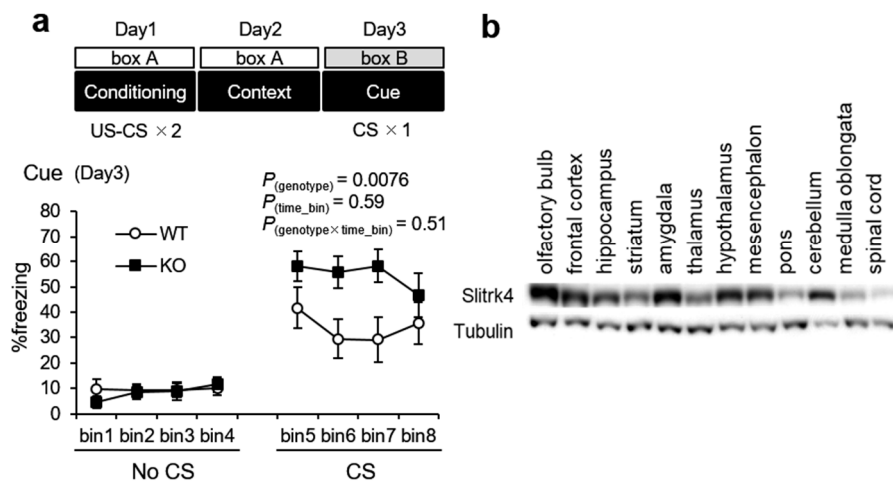 a
Day1 Day2 Day3
box A box A box B
Conditioning Context Cue
US-CS × 2 CS × 1
Cue (Day3)
P(genotype) = 0.0076
P(time_bin) = 0.59
P(genotype×time_bin) = 0.51
WT
KO
%freezing
80
70
60
50
40
30
20
10
0
bin1 bin2 bin3 bin4 bin5 bin6 bin7 bin8
No CS CS
b
olfactory bulb
frontal cortex
hippocampus
striatum
amygdala
thalamus
hypothalamus
mesencephalon
pons
cerebellum
medulla oblongata
spinal cord
Slitrk4
Tubulin